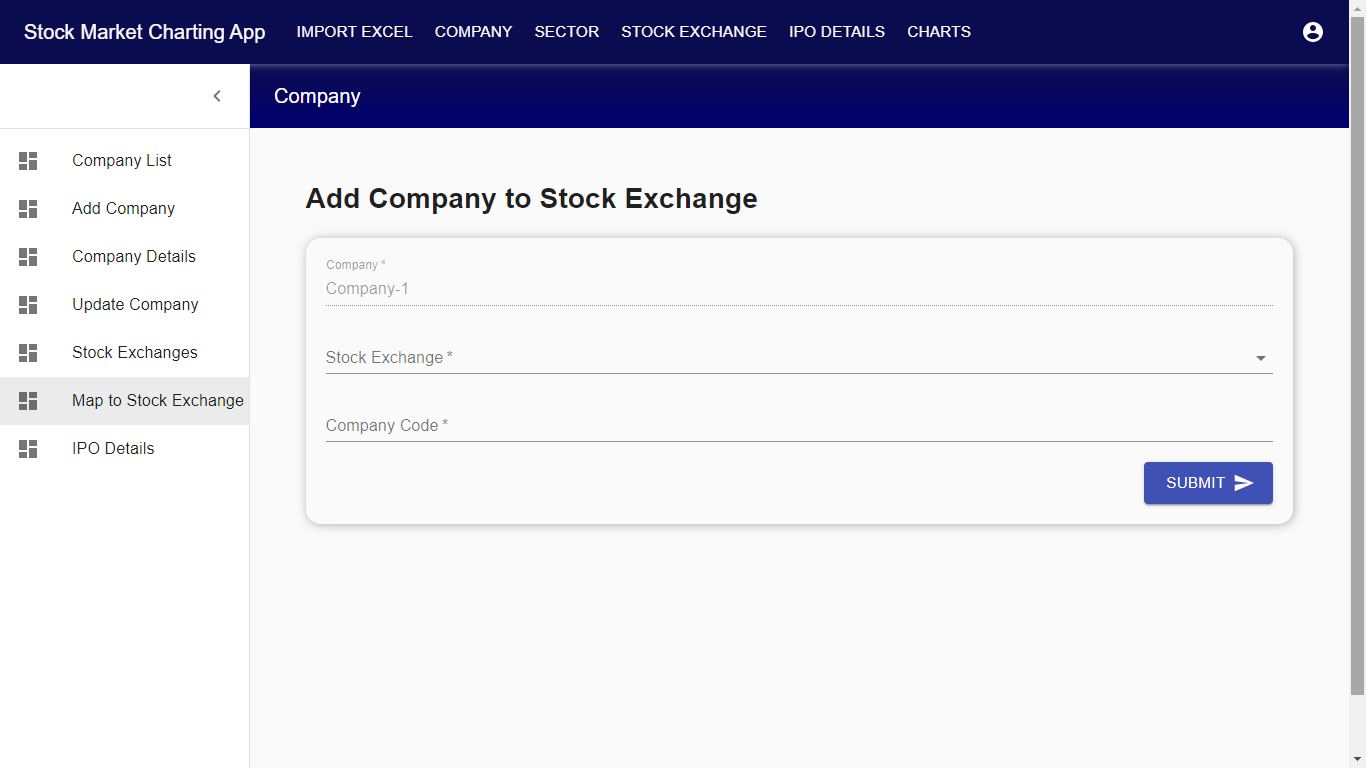 Stock Market Charting App IMPORT EXCEL COMPANY SECTOR STOCK EXCHANGE IPO DETAILS CHARTS
Company
Company List
Add Company
Company Details
Update Company
Stock Exchanges
Map to Stock Exchange
IPO Details
Add Company to Stock Exchange
Company *
Company-1
Stock Exchange *
Company Code *
SUBMIT